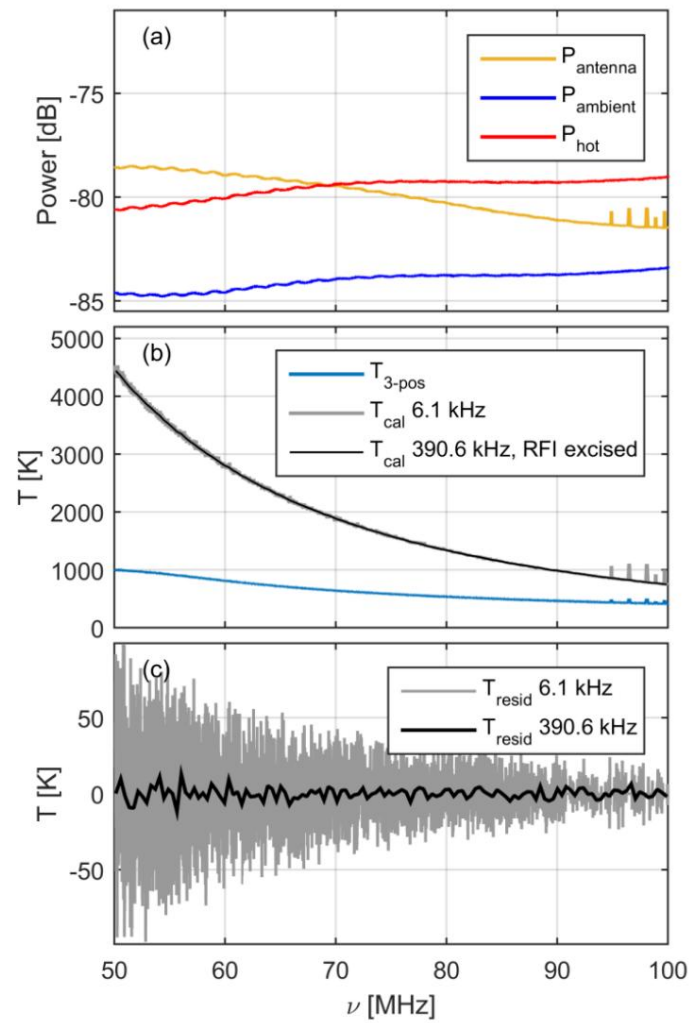 (a)
P_antenna
P_ambient
P_hot
Power [dB]
-75
-80
-85
(b)
T_3-pos
T_cal 6.1 kHz
T_cal 390.6 kHz, RFI excised
T [K]
5000
4000
3000
2000
1000
0
(c)
T_resid 6.1 kHz
T_resid 390.6 kHz
T [K]
50
0
-50
50 60 70 80 90 100
ν [MHz]